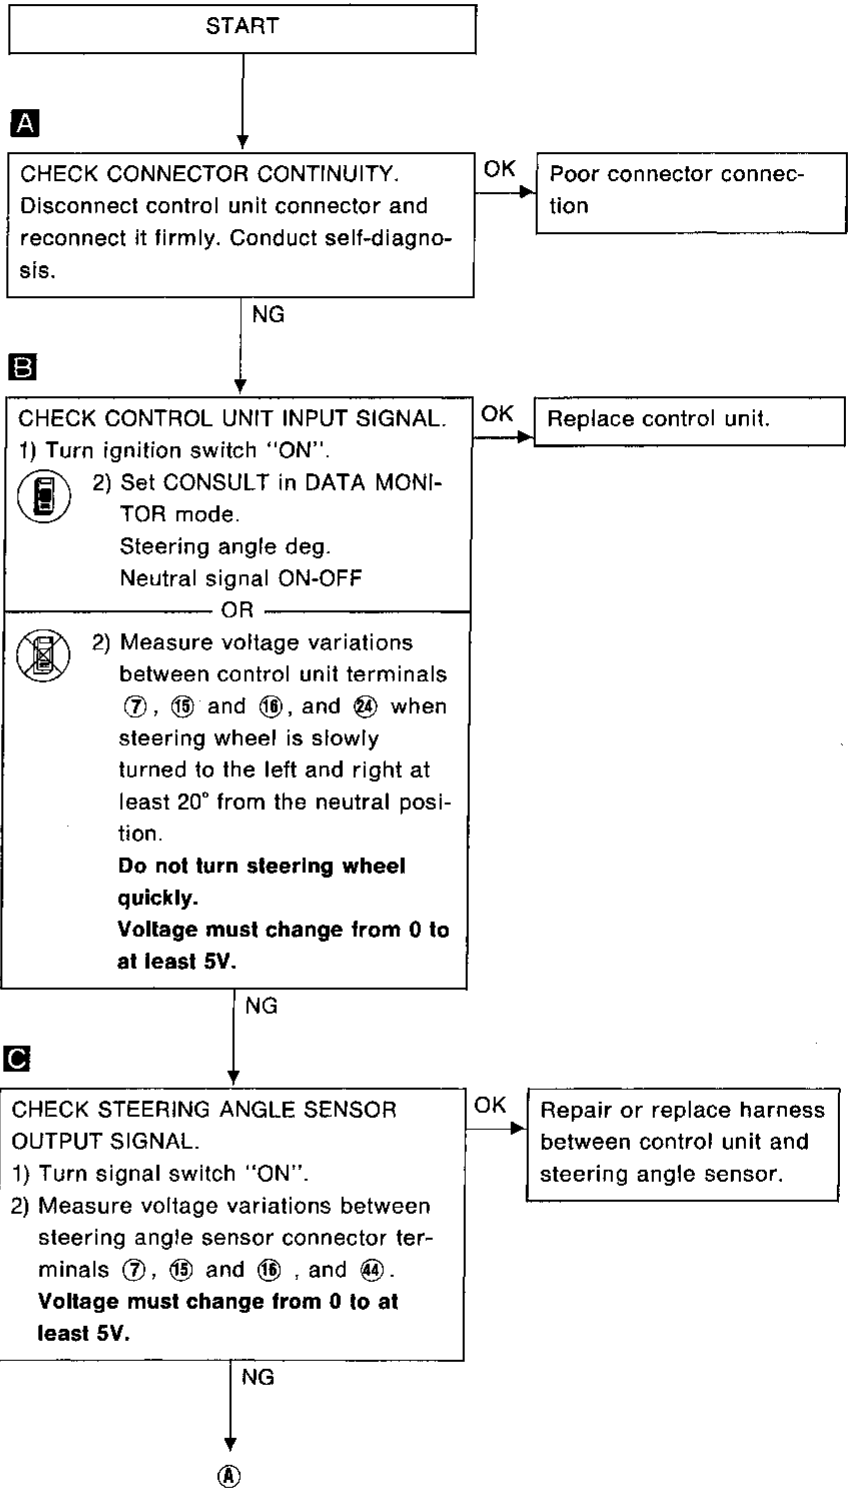 START
A
CHECK CONNECTOR CONTINUITY.
Disconnect control unit connector and
reconnect it firmly. Conduct self-diagno-
sis.
OK
Poor connector connec-
tion
NG
B
CHECK CONTROL UNIT INPUT SIGNAL.
1) Turn ignition switch "ON".
2) Set CONSULT in DATA MONI-
TOR mode.
Steering angle deg.
Neutral signal ON-OFF
OR
2) Measure voltage variations
between control unit terminals
⑦, ⑮ and ⑯, and ㉔ when
steering wheel is slowly
turned to the left and right at
least 20° from the neutral posi-
tion.
Do not turn steering wheel
quickly.
Voltage must change from 0 to
at least 5V.
OK
Replace control unit.
NG
C
CHECK STEERING ANGLE SENSOR
OUTPUT SIGNAL.
1) Turn signal switch "ON".
2) Measure voltage variations between
steering angle sensor connector ter-
minals ⑦, ⑮ and ⑯ , and ㊹.
Voltage must change from 0 to at
least 5V.
OK
Repair or replace harness
between control unit and
steering angle sensor.
NG
Ⓐ